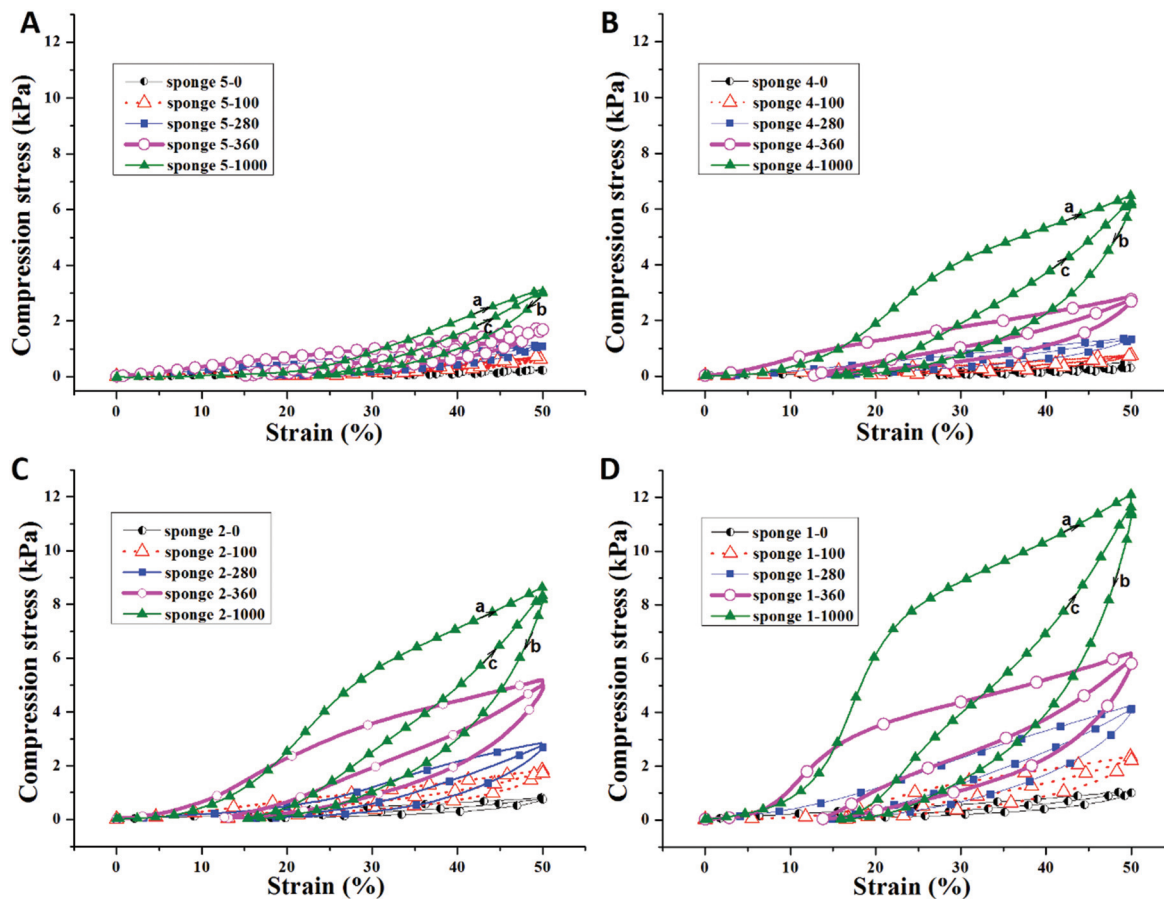 A
Compression stress (kPa)
12
10
8
6
4
2
0
sponge 5-0
sponge 5-100
sponge 5-280
sponge 5-360
sponge 5-1000
a
c
b
0 10 20 30 40 50
Strain (%)
B
Compression stress (kPa)
12
10
8
6
4
2
0
sponge 4-0
sponge 4-100
sponge 4-280
sponge 4-360
sponge 4-1000
a
b
c
0 10 20 30 40 50
Strain (%)
C
Compression stress (kPa)
12
10
8
6
4
2
0
sponge 2-0
sponge 2-100
sponge 2-280
sponge 2-360
sponge 2-1000
a
b
c
0 10 20 30 40 50
Strain (%)
D
Compression stress (kPa)
12
10
8
6
4
2
0
sponge 1-0
sponge 1-100
sponge 1-280
sponge 1-360
sponge 1-1000
a
b
c
0 10 20 30 40 50
Strain (%)